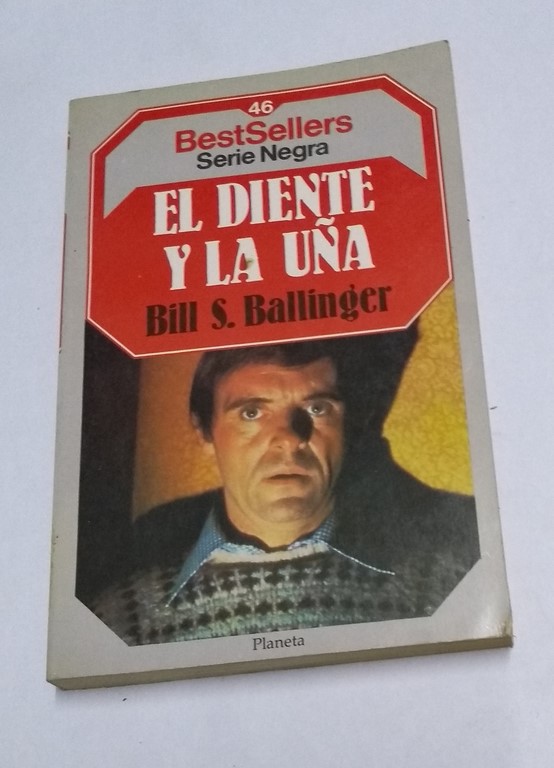 46
BestSellers
Serie Negra
EL DIENTE
Y LA UÑA
Bill S. Ballinger
Planeta